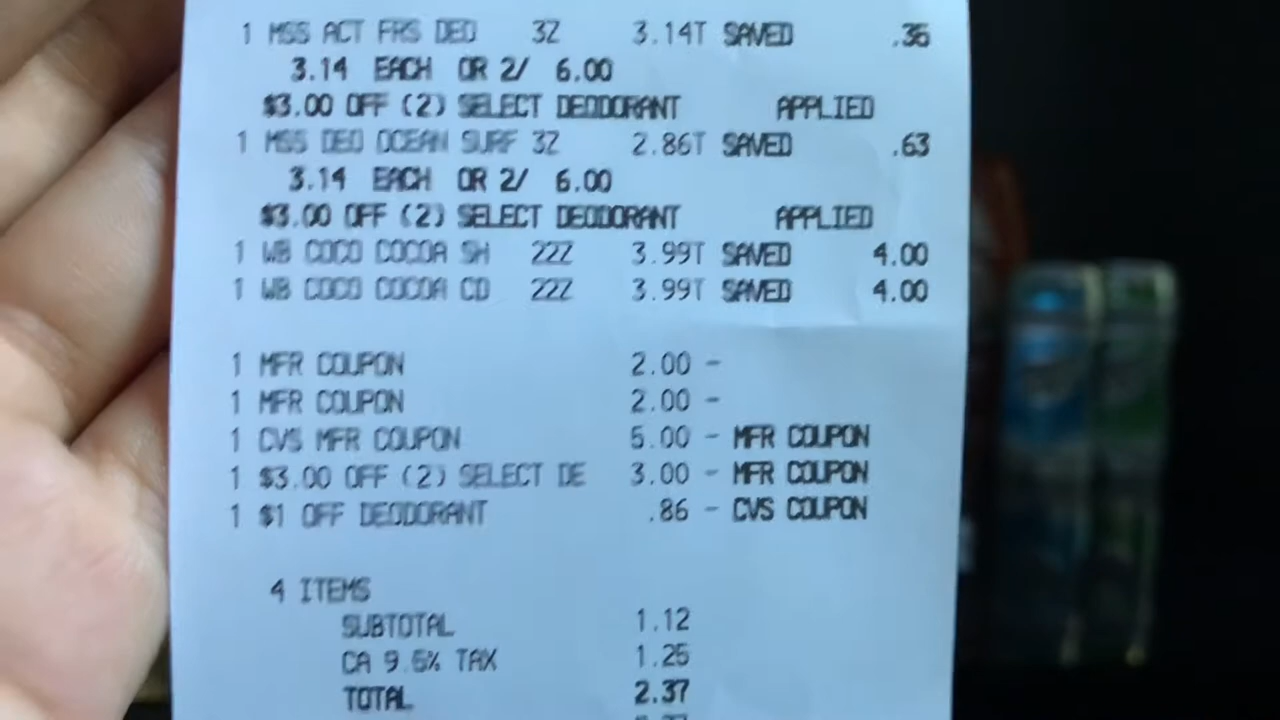 1 MSS ACT FRS DEO 3Z 3.14T SAVED .35
3.14 EACH OR 2/ 6.00
$3.00 OFF (2) SELECT DEODORANT APPLIED
1 MSS DEO OCEAN SURF 3Z 2.86T SAVED .63
3.14 EACH OR 2/ 6.00
$3.00 OFF (2) SELECT DEODORANT APPLIED
1 WB COCO COCOA SH 22Z 3.99T SAVED 4.00
1 WB COCO COCOA CD 22Z 3.99T SAVED 4.00
1 MFR COUPON 2.00 -
1 MFR COUPON 2.00 -
1 CVS MFR COUPON 5.00 - MFR COUPON
1 $3.00 OFF (2) SELECT DE 3.00 - MFR COUPON
1 $1 OFF DEODORANT .86 - CVS COUPON
4 ITEMS
SUBTOTAL 1.12
CA 9.5% TAX 1.25
TOTAL 2.37